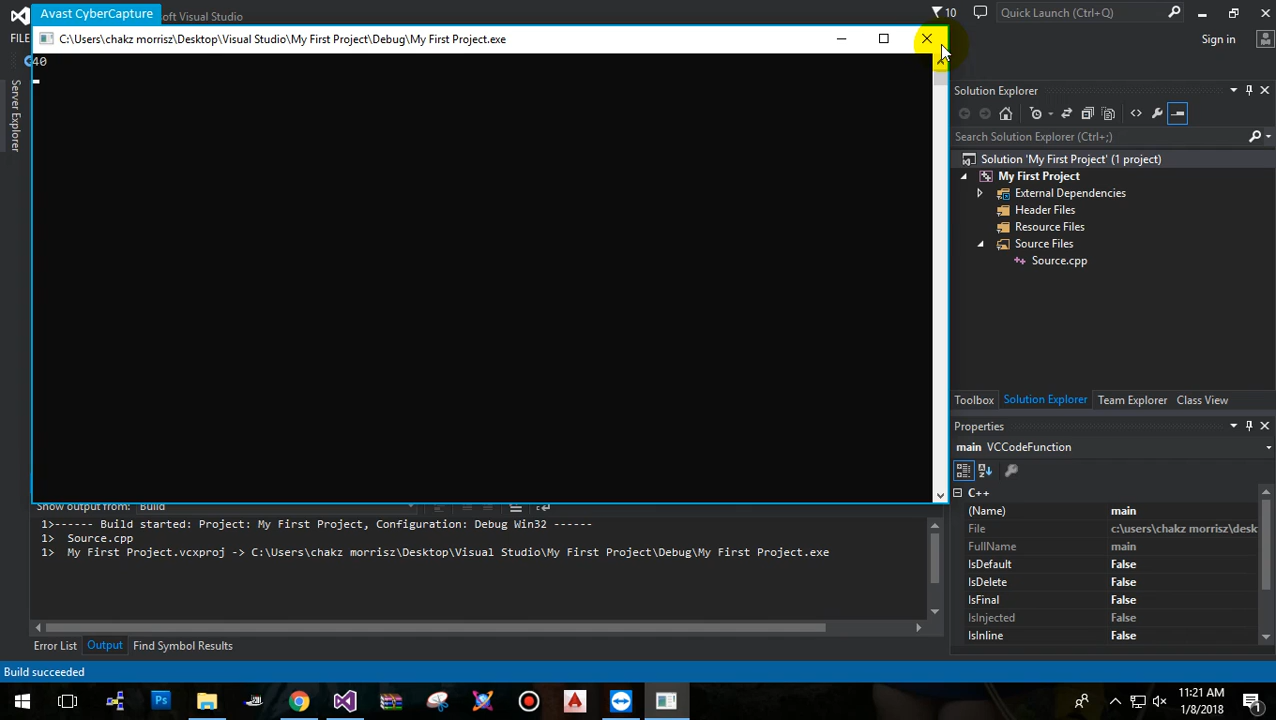 Avast CyberCapture
oft Visual Studio
10
Quick Launch (Ctrl+Q)
FIL
C:\Users\chakz morrisz\Desktop\Visual Studio\My First Project\Debug\My First Project.exe
Sign in
40
Server Explorer
Solution Explorer
Search Solution Explorer (Ctrl+;)
Solution 'My First Project' (1 project)
My First Project
External Dependencies
Header Files
Resource Files
Source Files
Source.cpp
Toolbox
Solution Explorer
Team Explorer
Class View
Properties
main VCCodeFunction
C++
(Name) main
File c:\users\chakz morrisz\desk
FullName main
IsDefault False
IsDelete False
IsFinal False
IsInjected False
IsInline False
Show output from: Build
1>------ Build started: Project: My First Project, Configuration: Debug Win32 ------
1>  Source.cpp
1>  My First Project.vcxproj -> C:\Users\chakz morrisz\Desktop\Visual Studio\My First Project\Debug\My First Project.exe
Error List
Output
Find Symbol Results
Build succeeded
Ps
11:21 AM
1/8/2018
1